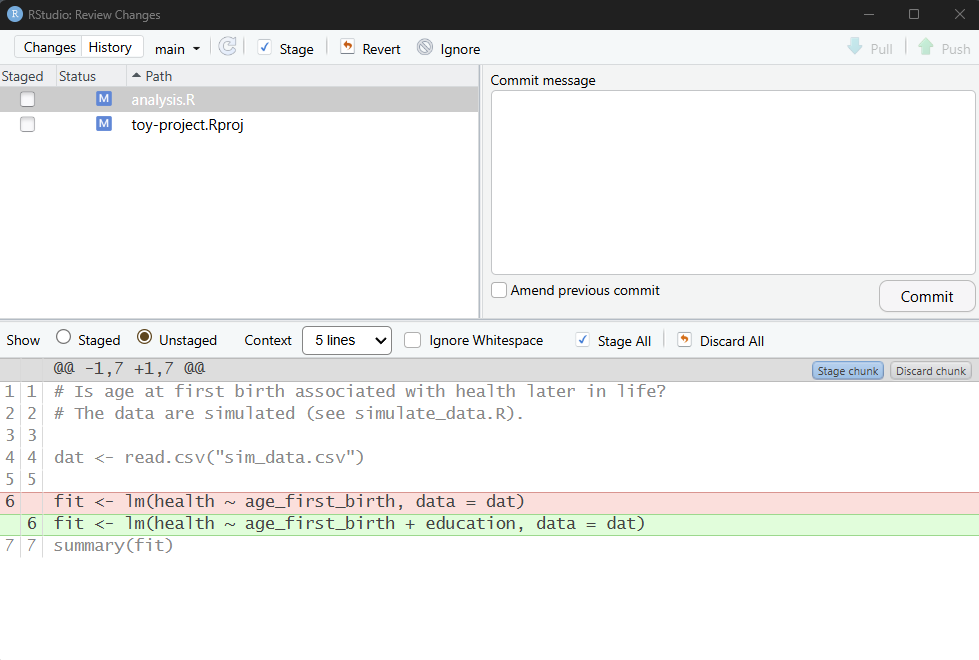 RStudio: Review Changes
Changes History main Stage Revert Ignore Pull Push
Staged Status Path
M analysis.R
M toy-project.Rproj
Commit message
Amend previous commit
Commit
Show Staged Unstaged Context 5 lines Ignore Whitespace Stage All Discard All
@@ -1,7 +1,7 @@ Stage chunk Discard chunk
1 1 # Is age at first birth associated with health later in life?
2 2 # The data are simulated (see simulate_data.R).
3 3
4 4 dat <- read.csv("sim_data.csv")
5 5
6 fit <- lm(health ~ age_first_birth, data = dat)
6 fit <- lm(health ~ age_first_birth + education, data = dat)
7 7 summary(fit)